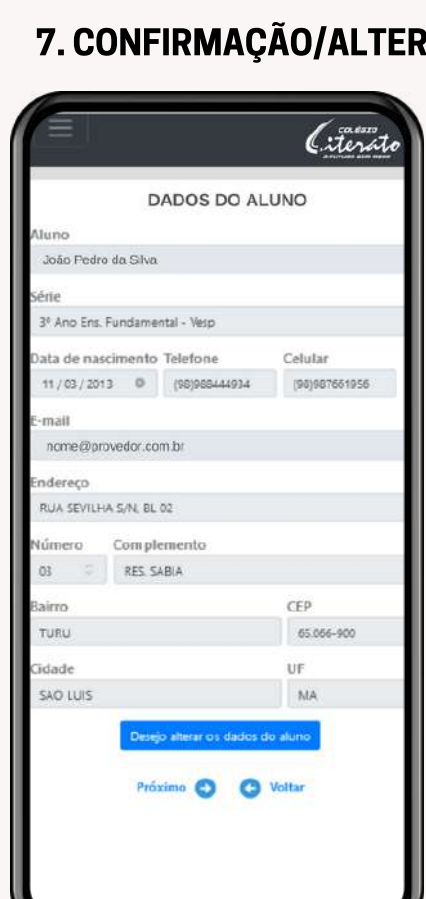 7. CONFIRMAÇÃO/ALTER
COLÉGIO
Literato
DADOS DO ALUNO
Aluno
João Pedro da Silva
Série
3º Ano Ens. Fundamental - Vesp
Data de nascimento Telefone Celular
11/03/2013 (98)988444934 (98)987661956
E-mail
nome@provedor.com.br
Endereço
RUA SEVILHA S/N, BL 02
Número Complemento
03 RES. SABIA
Bairro CEP
TURU 65.066-900
Cidade UF
SAO LUIS MA
Desejo alterar os dados do aluno
Próximo Voltar